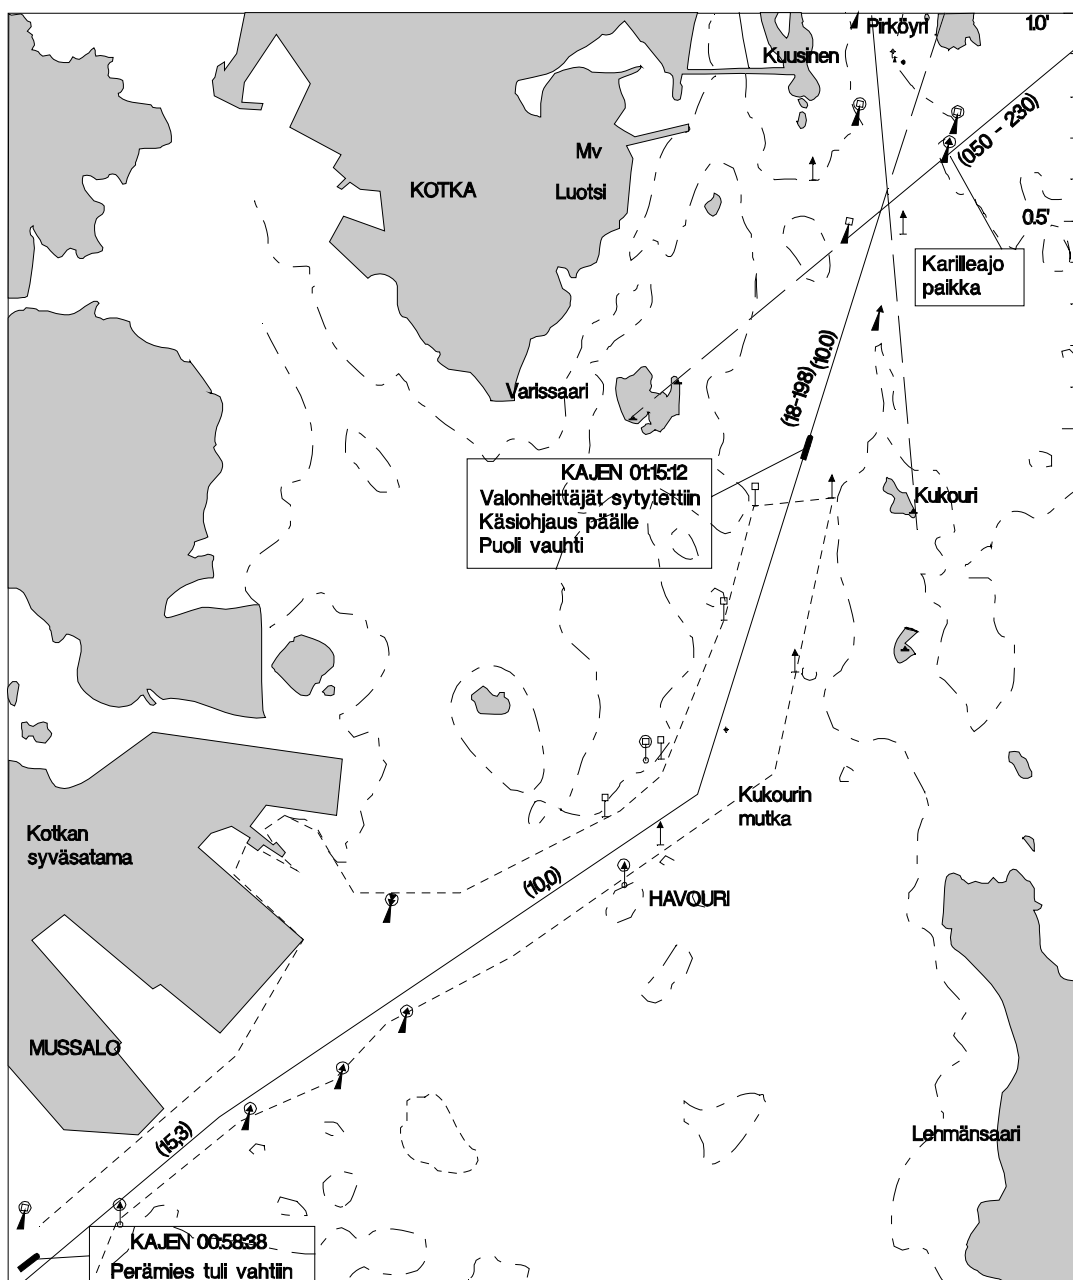 Pirköyri
1.0'
Kuusinen
(050 - 230)
Mv
KOTKA
Luotsi
0.5'
Karilleajo
paikka
(18-198) (10.0)
Varissaari
KAJEN 01:15:12
Valonheittäjät sytytettiin
Käsiohjaus päälle
Puoli vauhti
Kukouri
Kukourin
mutka
Kotkan
syväsatama
(10,0)
HAVOURI
MUSSALO
(15,3)
Lehmänsaari
KAJEN 00:58:38
Perämies tuli vahtiin